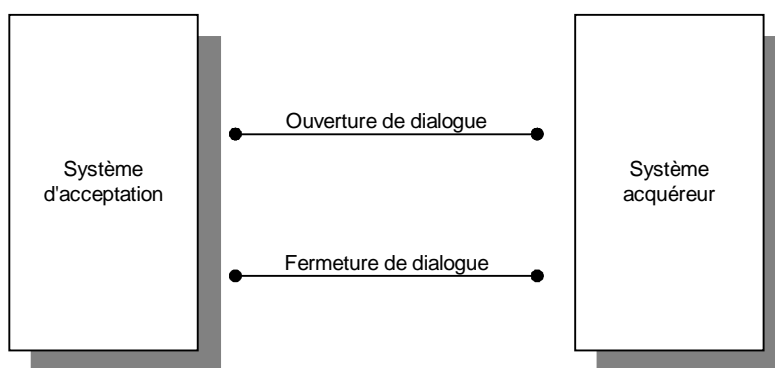 Ouverture de dialogue
Système
d'acceptation
Système
acquéreur
Fermeture de dialogue